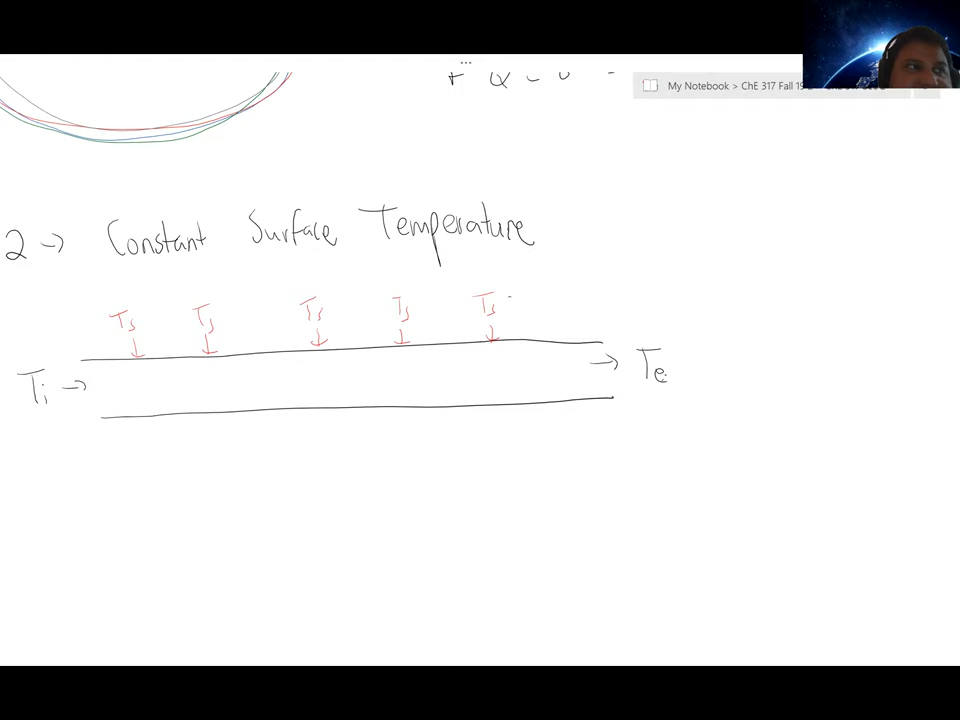 My Notebook > ChE 317 Fall 19
2 → Constant Surface Temperature
Ts Ts Ts Ts Ts
Ti → → Te